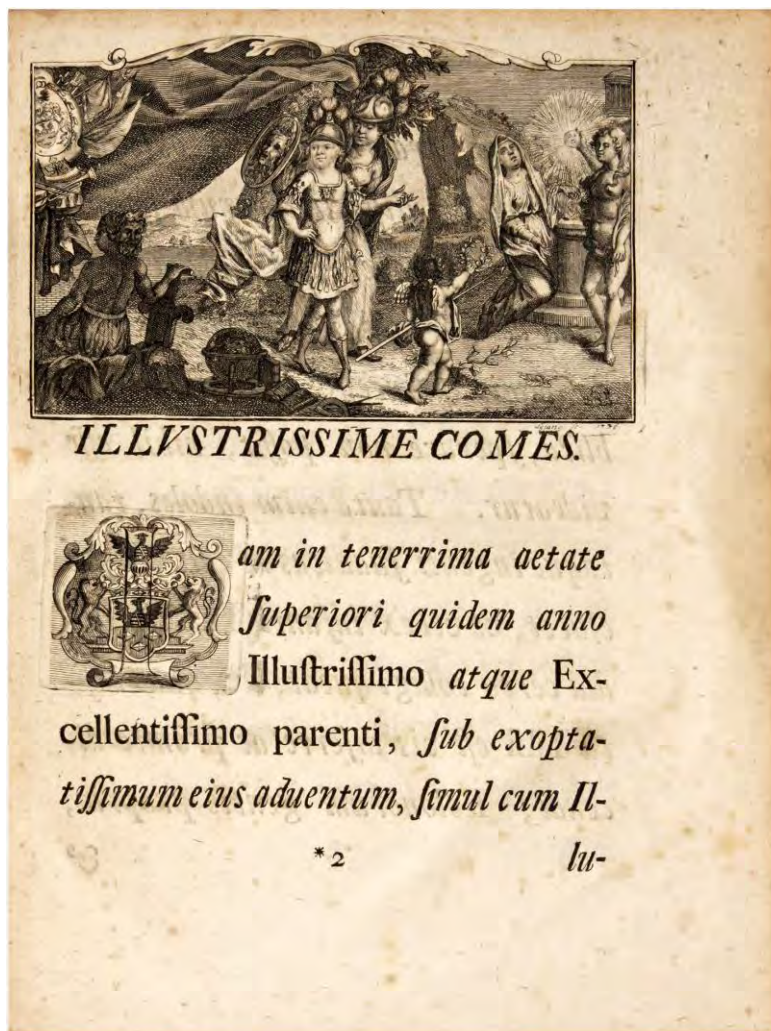 ILLVSTRISSIME COMES.
am in tenerrima aetate
ſuperiori quidem anno
Illuſtriſſimo atque Ex-
cellentiſſimo parenti, ſub exopta-
tiſſimum eius aduentum, ſimul cum Il-
*2 lu-